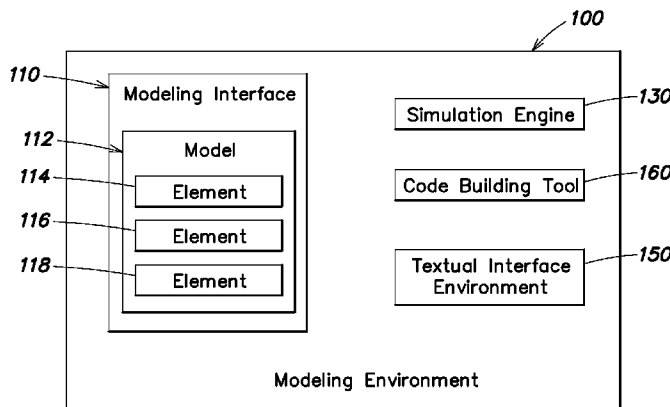 100
110
Modeling Interface
112
Model
114
Element
116
Element
118
Element
130
Simulation Engine
160
Code Building Tool
150
Textual Interface
Environment
Modeling Environment